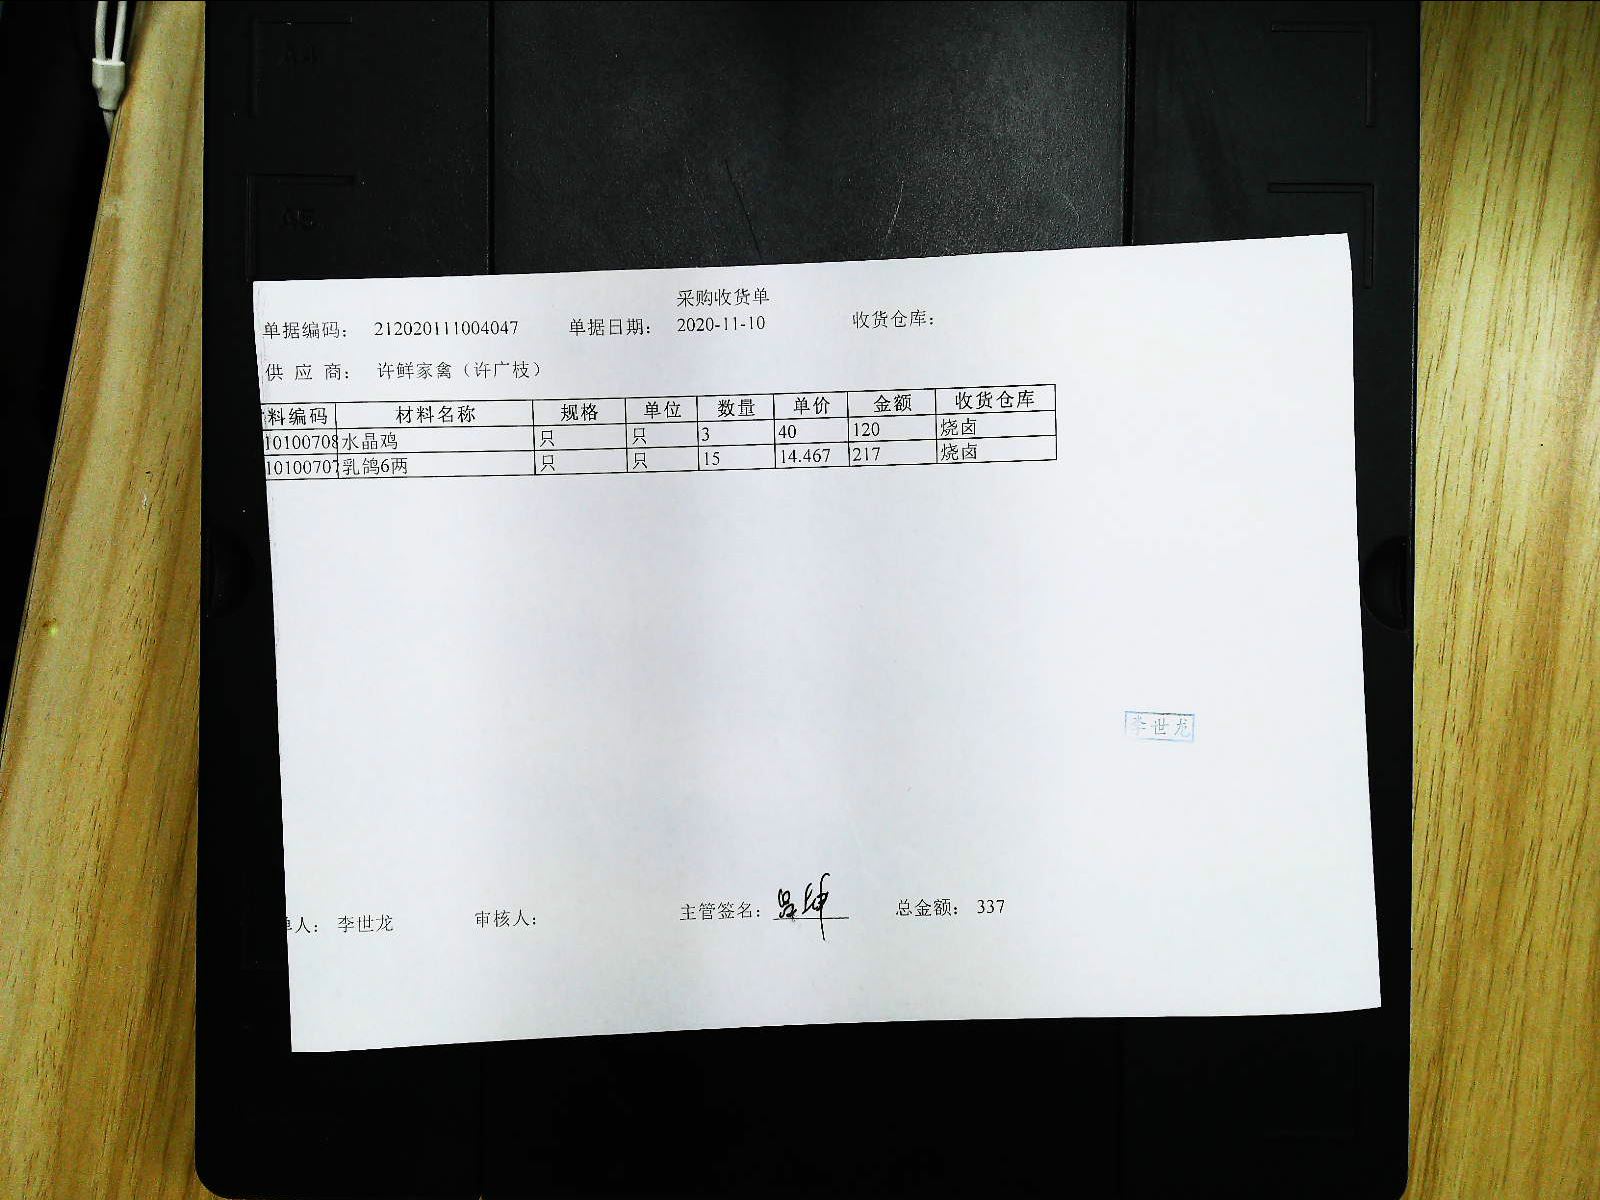 采购收货单
单据编码： 212020111004047 单据日期： 2020-11-10 收货仓库：
供 应 商： 许鲜家禽（许广枝）
料编码 材料名称 规格 单位 数量 单价 金额 收货仓库
10100708 水晶鸡 只 只 3 40 120 烧卤
10100707 乳鸽6两 只 只 15 14.467 217 烧卤
李世龙
单人： 李世龙 审核人： 主管签名： 总金额： 337